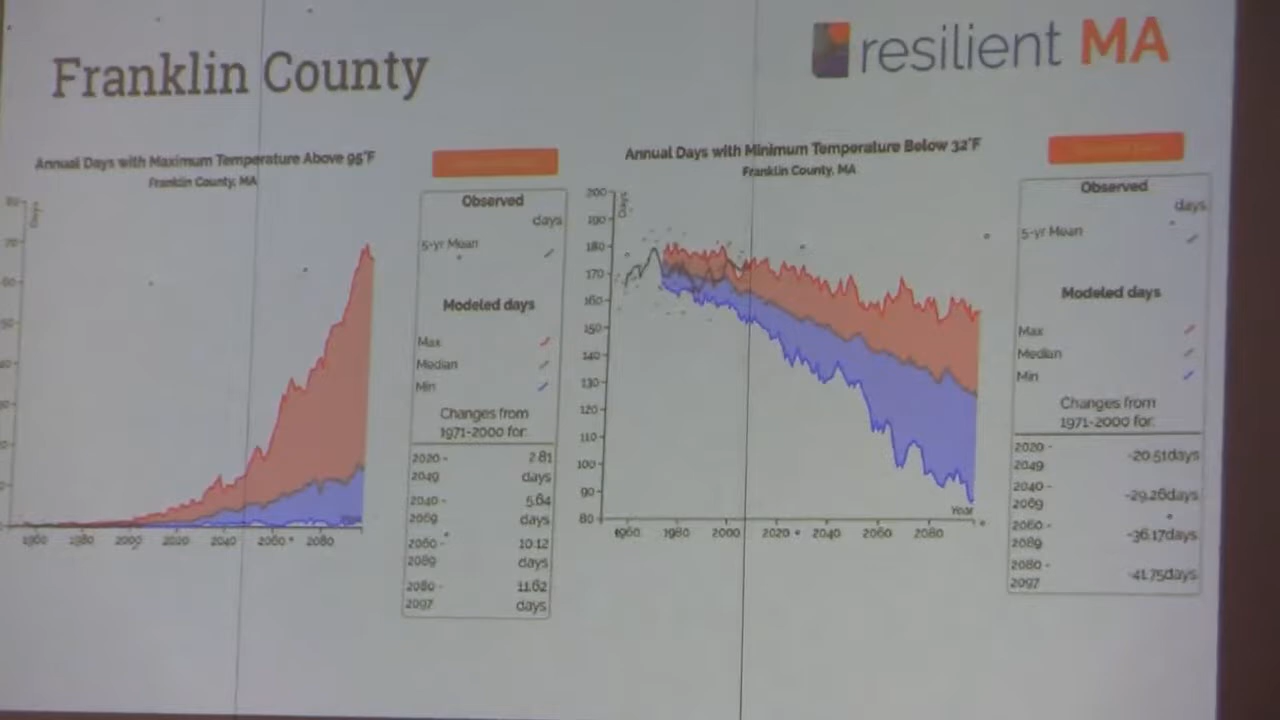 Franklin County
resilient MA
Annual Days with Maximum Temperature Above 95°F
Franklin County, MA
Days
80
70
60
50
1960 1980 2000 2020 2040 2060 2080
Observed
days
5-yr Mean
Modeled days
Max
Median
Min
Changes from
1971-2000 for:
2020 - 2.81
2049 days
2040 - 5.64
2069 days
2060 - 10.12
2089 days
2080 - 11.62
2097 days
Annual Days with Minimum Temperature Below 32°F
Franklin County, MA
Days
200
190
180
170
160
150
140
130
120
110
100
90
80
Year
1960 1980 2000 2020 2040 2060 2080
Observed
days
5-yr Mean
Modeled days
Max
Median
Min
Changes from
1971-2000 for:
2020 -
2049 -20.51days
2040 -
2069 -29.26days
2060 -
2089 -36.17days
2080 -
2097 -41.75days